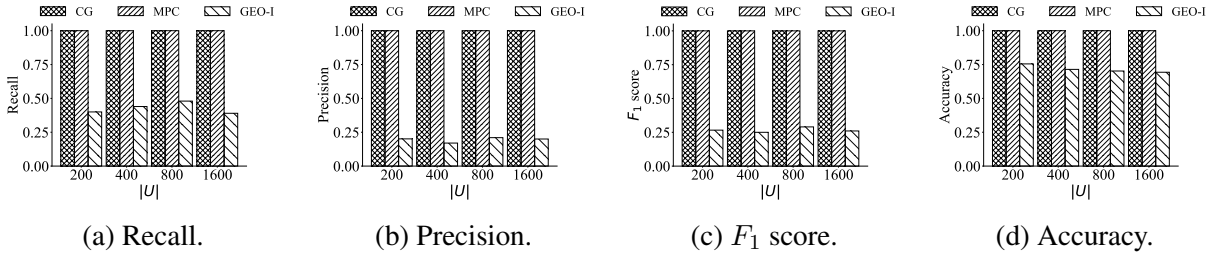 CG MPC GEO-I
1.00
0.75
0.50
0.25
0.00
Recall
200 400 800 1600
|U|
(a) Recall.
CG MPC GEO-I
1.00
0.75
0.50
0.25
0.00
Precision
200 400 800 1600
|U|
(b) Precision.
CG MPC GEO-I
1.00
0.75
0.50
0.25
0.00
F₁ score
200 400 800 1600
|U|
(c) F₁ score.
CG MPC GEO-I
1.00
0.75
0.50
0.25
0.00
Accuracy
200 400 800 1600
|U|
(d) Accuracy.